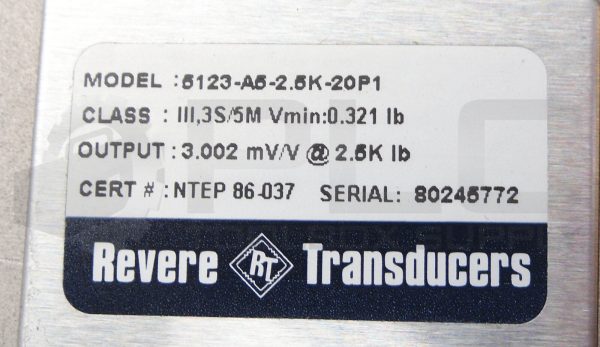 MODEL :5123-A5-2.5K-20P1
CLASS : III,3S/5M Vmin:0.321 lb
OUTPUT : 3.002 mV/V @ 2.5K lb
CERT # : NTEP 86-037 SERIAL: 80245772
Revere RT Transducers
PLC